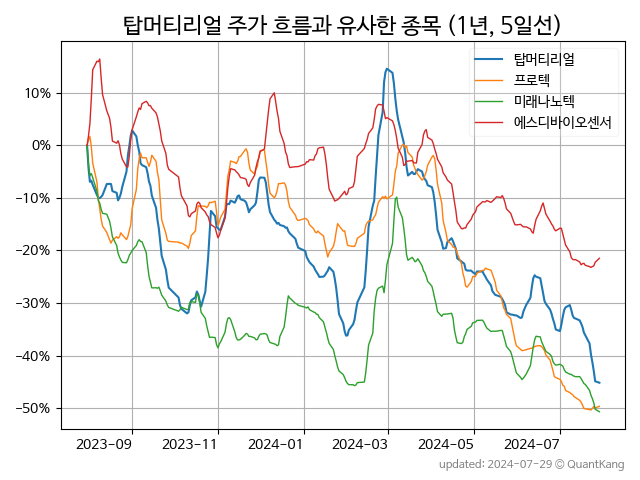 탑머티리얼 주가 흐름과 유사한 종목 (1년, 5일선)
탑머티리얼
프로텍
미래나노텍
에스디바이오센서
10%
0%
−10%
−20%
−30%
−40%
−50%
2023-09 2023-11 2024-01 2024-03 2024-05 2024-07
updated: 2024-07-29 © QuantKang